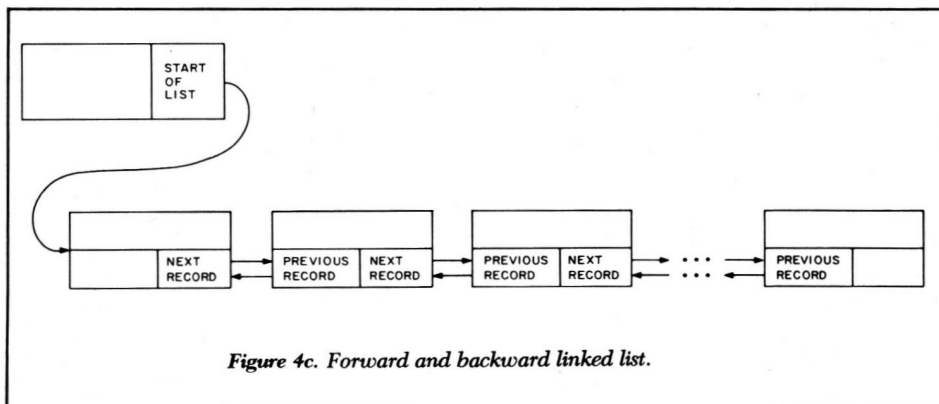 START
OF
LIST
NEXT
RECORD
PREVIOUS
RECORD
NEXT
RECORD
PREVIOUS
RECORD
NEXT
RECORD
• • •
• • •
PREVIOUS
RECORD
Figure 4c. Forward and backward linked list.